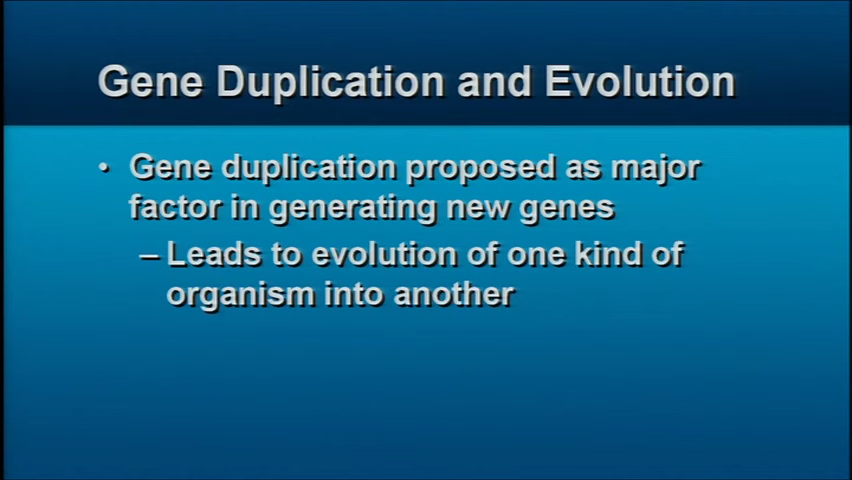 Gene Duplication and Evolution
• Gene duplication proposed as major
factor in generating new genes
– Leads to evolution of one kind of
organism into another